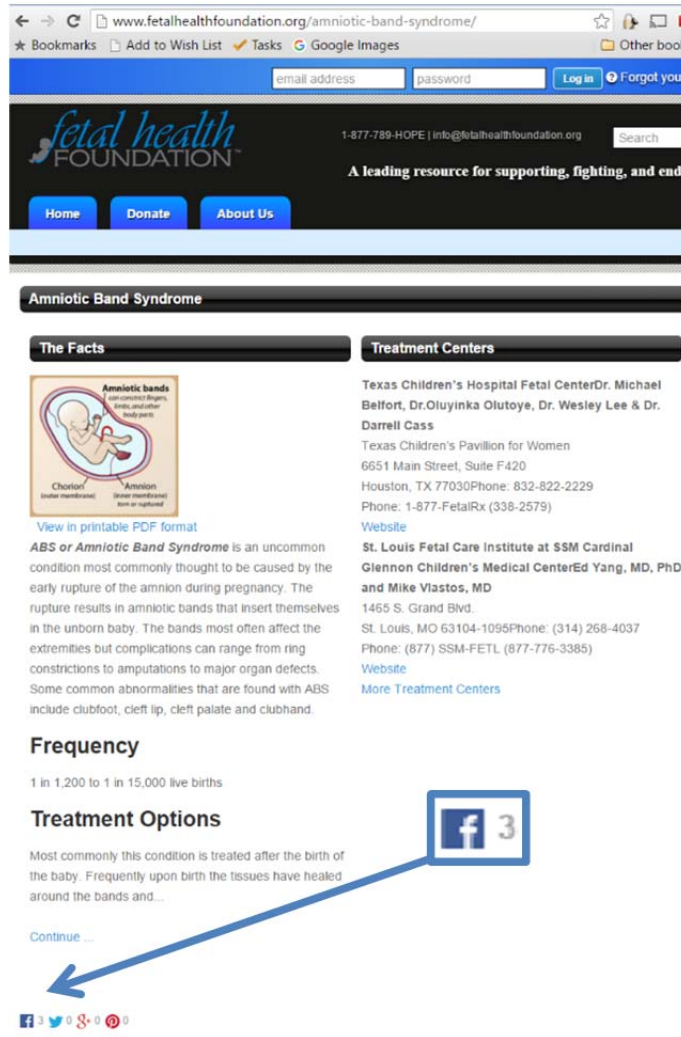 www.fetalhealthfoundation.org/amniotic-band-syndrome/
Bookmarks Add to Wish List Tasks Google Images Other boo
email address password Log in Forgot you
fetal health
FOUNDATION™
1-877-789-HOPE | info@fetalhealthfoundation.org Search
A leading resource for supporting, fighting, and end
Home Donate About Us
Amniotic Band Syndrome
The Facts
Amniotic bands
can constrict fingers,
limbs, and other
body parts
Chorion
(outer membrane)
Amnion
(inner membrane)
torn or ruptured
View in printable PDF format
ABS or Amniotic Band Syndrome is an uncommon
condition most commonly thought to be caused by the
early rupture of the amnion during pregnancy. The
rupture results in amniotic bands that insert themselves
in the unborn baby. The bands most often affect the
extremities but complications can range from ring
constrictions to amputations to major organ defects.
Some common abnormalities that are found with ABS
include clubfoot, cleft lip, cleft palate and clubhand.
Frequency
1 in 1,200 to 1 in 15,000 live births
Treatment Options
Most commonly this condition is treated after the birth of
the baby. Frequently upon birth the tissues have healed
around the bands and...
Continue ...
Treatment Centers
Texas Children's Hospital Fetal CenterDr. Michael
Belfort, Dr.Oluyinka Olutoye, Dr. Wesley Lee & Dr.
Darrell Cass
Texas Children's Pavillion for Women
6651 Main Street, Suite F420
Houston, TX 77030Phone: 832-822-2229
Phone: 1-877-FetalRx (338-2579)
Website
St. Louis Fetal Care Institute at SSM Cardinal
Glennon Children's Medical CenterEd Yang, MD, PhD
and Mike Vlastos, MD
1465 S. Grand Blvd.
St. Louis, MO 63104-1095Phone: (314) 268-4037
Phone: (877) SSM-FETL (877-776-3385)
Website
More Treatment Centers
f 3
f 3 0 8+ 0 0